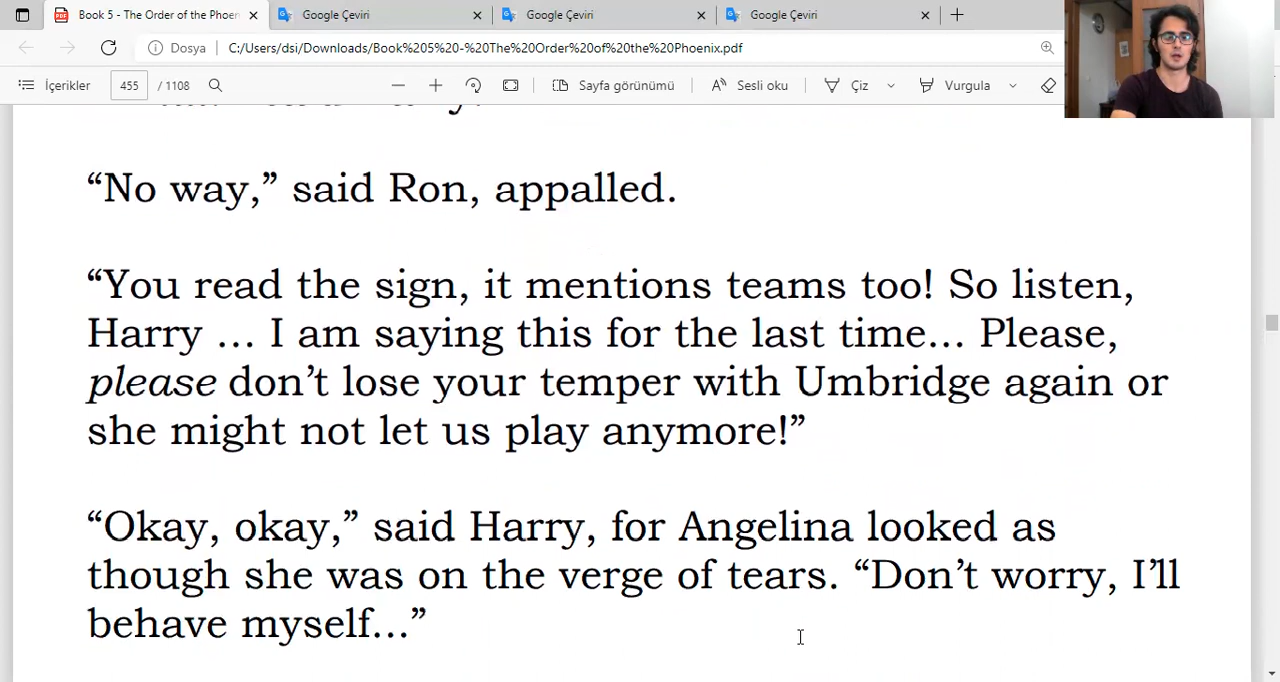 Book 5 - The Order of the Phoen
Google Çeviri
Google Çeviri
Google Çeviri
Dosya
C:/Users/dsi/Downloads/Book%205%20-%20The%20Order%20of%20the%20Phoenix.pdf
İçerikler
455
/ 1108
Sayfa görünümü
Sesli oku
Çiz
Vurgula
“No way,” said Ron, appalled.
“You read the sign, it mentions teams too! So listen,
Harry … I am saying this for the last time… Please,
please don’t lose your temper with Umbridge again or
she might not let us play anymore!”
“Okay, okay,” said Harry, for Angelina looked as
though she was on the verge of tears. “Don’t worry, I’ll
behave myself…”